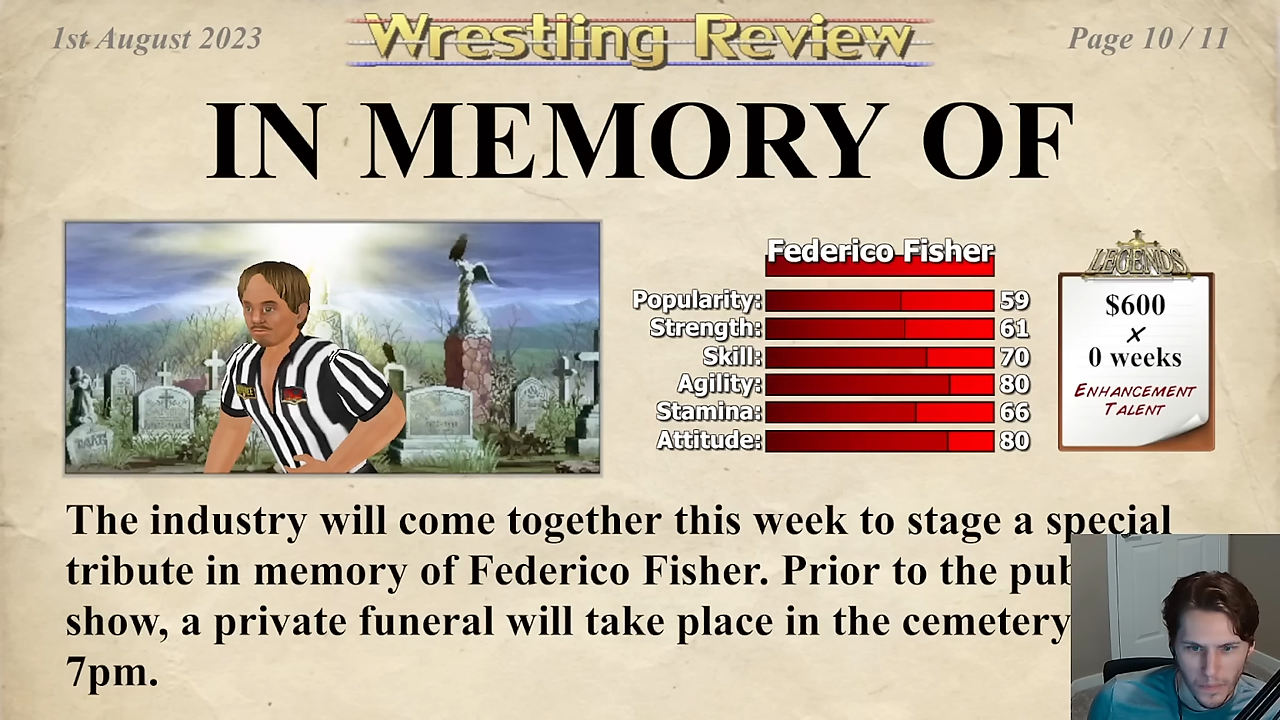 1st August 2023
Wrestling Review
Page 10 / 11
IN MEMORY OF
Federico Fisher
Popularity: 59
Strength: 61
Skill: 70
Agility: 80
Stamina: 66
Attitude: 80
LEGENDS
$600
x
0 weeks
ENHANCEMENT
TALENT
The industry will come together this week to stage a special
tribute in memory of Federico Fisher. Prior to the
show, a private funeral will take place in the cemetery
7pm.